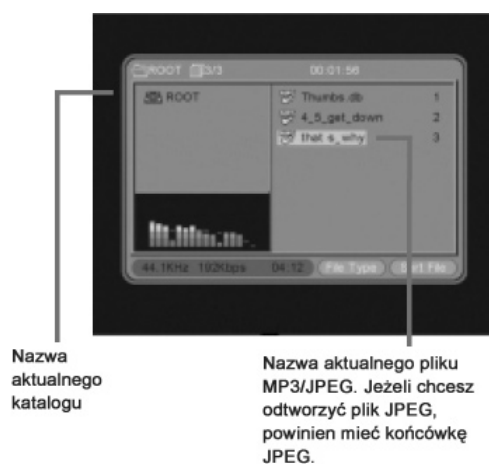 ROOT 3/3 00:01:56
ROOT
Thumbs.db 1
4_5_get_down 2
that s_why 3
44.1KHz 192Kbps 04:12 File Type Sort File
Nazwa
aktualnego
katalogu
Nazwa aktualnego pliku
MP3/JPEG. Jeżeli chcesz
odtworzyć plik JPEG,
powinien mieć końcówkę
JPEG.